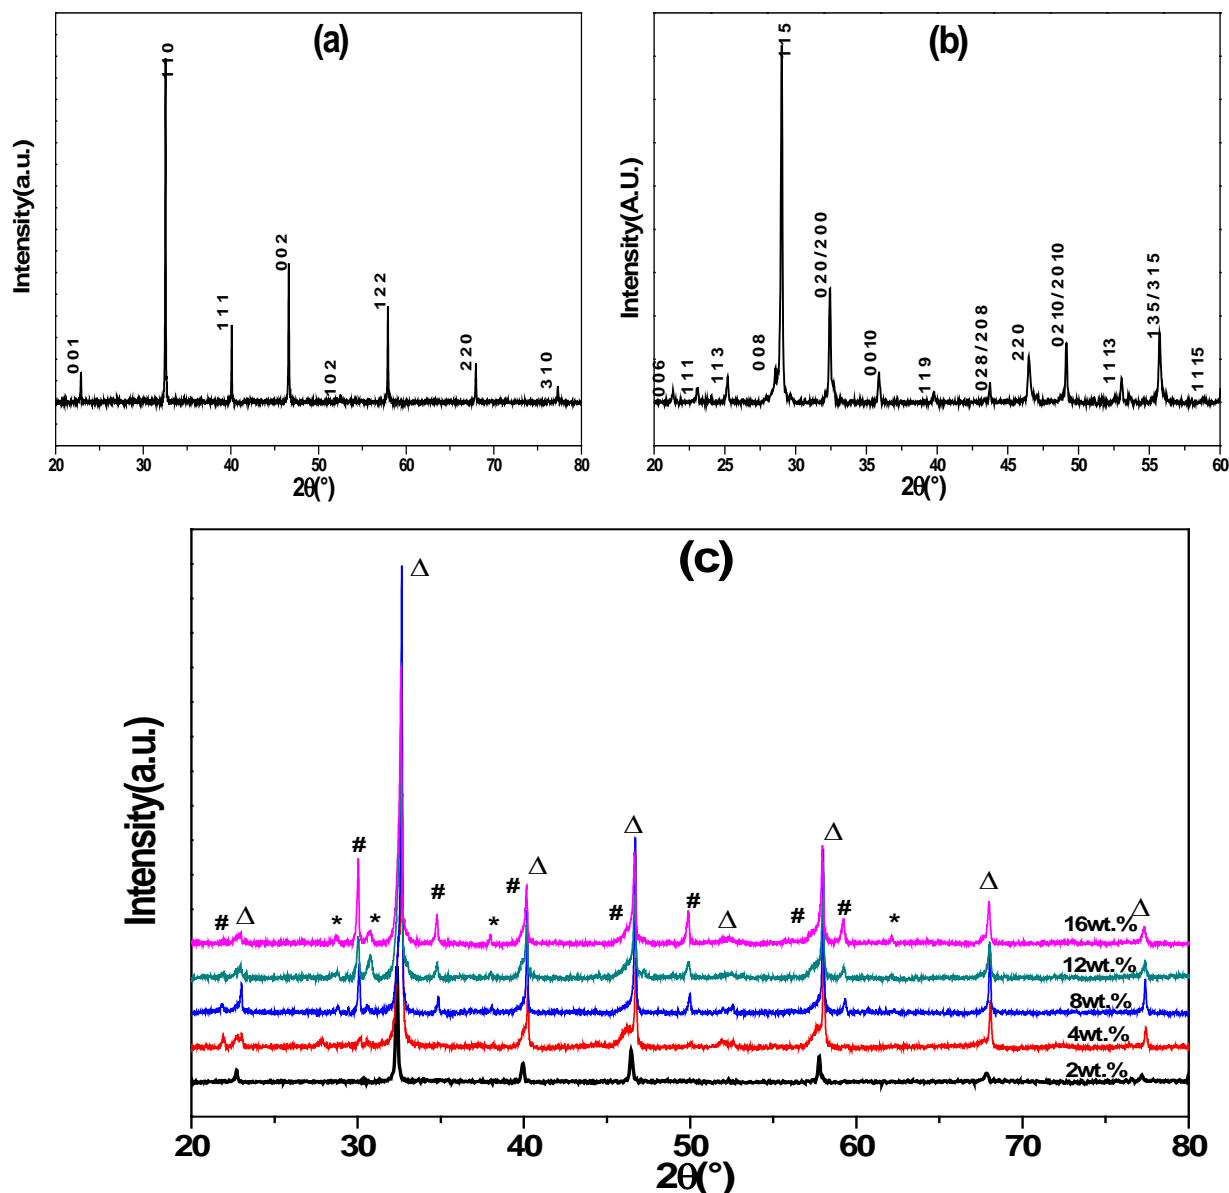 (a)
Intensity(a.u.)
0 0 1
1 1 0
1 1 1
0 0 2
1 0 2
1 2 2
2 2 0
3 1 0
20 30 40 50 60 70 80
2θ(°)
(b)
Intensity(A.U.)
0 0 6
1 1 1
1 1 3
0 0 8
1 1 5
0 2 0 / 2 0 0
0 0 10
1 1 9
0 2 8 / 2 0 8
2 2 0
0 2 10 / 2 0 10
1 1 13
1 3 5 / 3 1 5
1 1 15
20 25 30 35 40 45 50 55 60
2θ(°)
(c)
Intensity(a.u.)
Δ
Δ Δ
# Δ
# # #
# Δ * * * # Δ # # * Δ Δ
16wt.%
12wt.%
8wt.%
4wt.%
2wt.%
20 30 40 50 60 70 80
2θ(°)